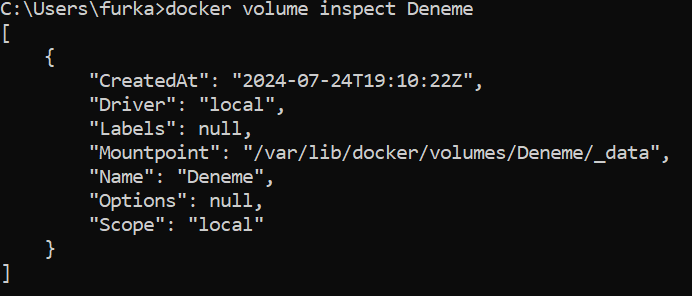 C:\Users\furka>docker volume inspect Deneme
[
    {
        "CreatedAt": "2024-07-24T19:10:22Z",
        "Driver": "local",
        "Labels": null,
        "Mountpoint": "/var/lib/docker/volumes/Deneme/_data",
        "Name": "Deneme",
        "Options": null,
        "Scope": "local"
    }
]